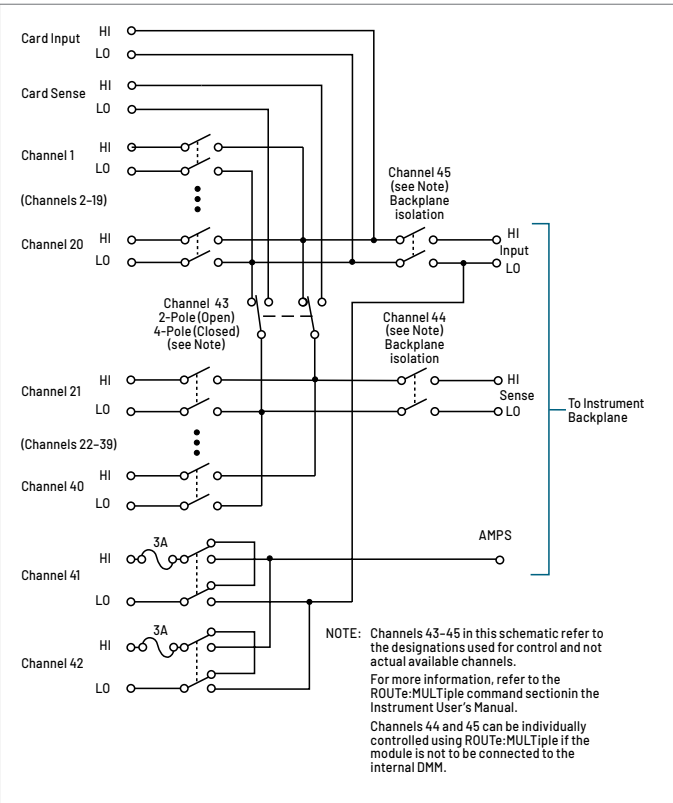 Card Input HI
LO
Card Sense HI
LO
Channel 1 HI
LO
(Channels 2-19)
Channel 20 HI
LO
Channel 45
(see Note)
Backplane
isolation
HI
Input
LO
Channel 43
2-Pole (Open)
4-Pole (Closed)
(see Note)
Channel 44
(see Note)
Backplane
isolation
Channel 21 HI
LO
HI
Sense
LO
To Instrument
Backplane
(Channels 22-39)
Channel 40 HI
LO
AMPS
3A
Channel 41 HI
LO
3A
Channel 42 HI
LO
NOTE: Channels 43-45 in this schematic refer to
the designations used for control and not
actual available channels.
For more information, refer to the
ROUTe:MULTiple command sectionin the
Instrument User's Manual.
Channels 44 and 45 can be individually
controlled using ROUTe:MULTiple if the
module is not to be connected to the
internal DMM.